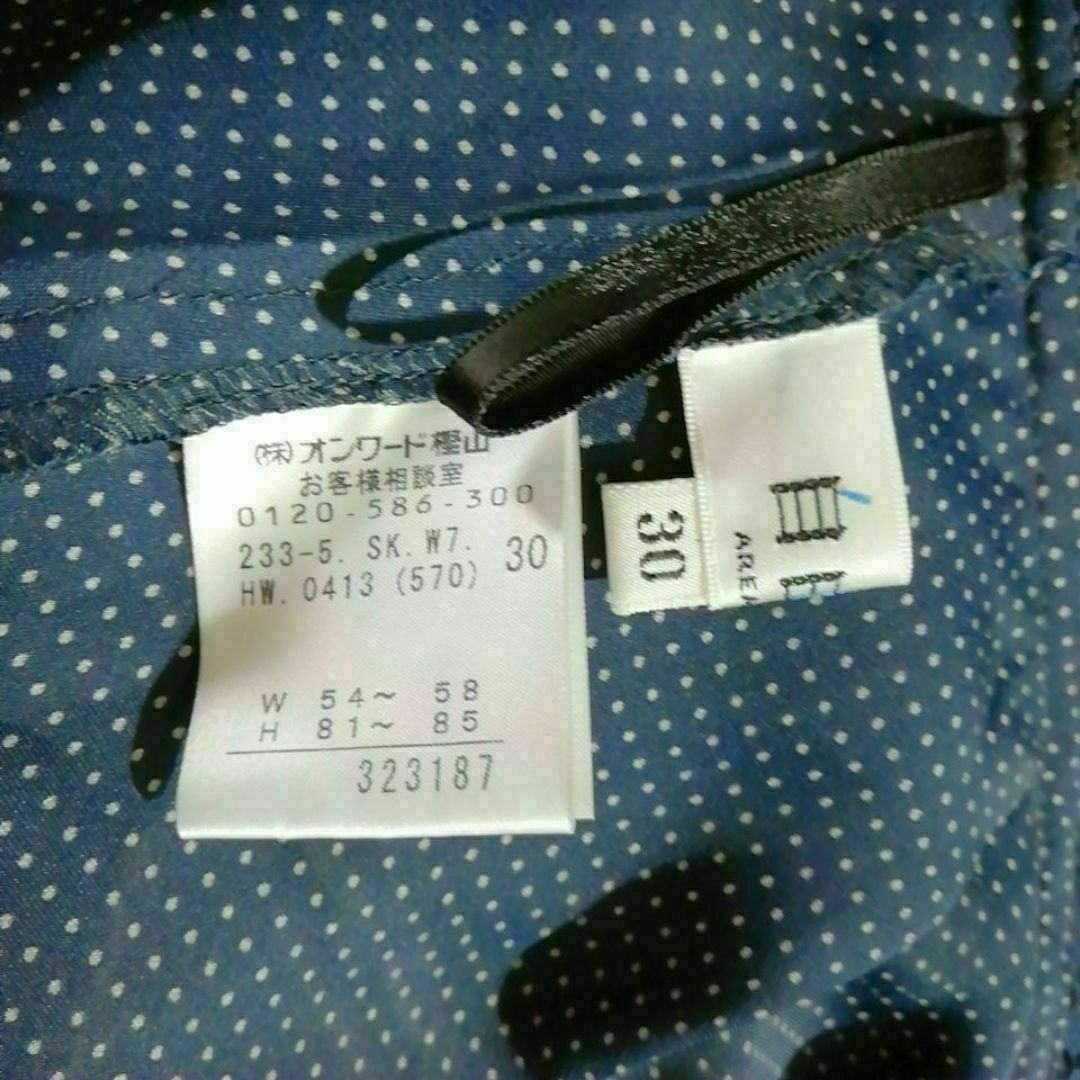 (株)オンワード樫山
お客様相談室
0120-586-300
233-5. SK. W7. 30
HW. 0413 (570)
W 54～ 58
H 81～ 85
323187
30